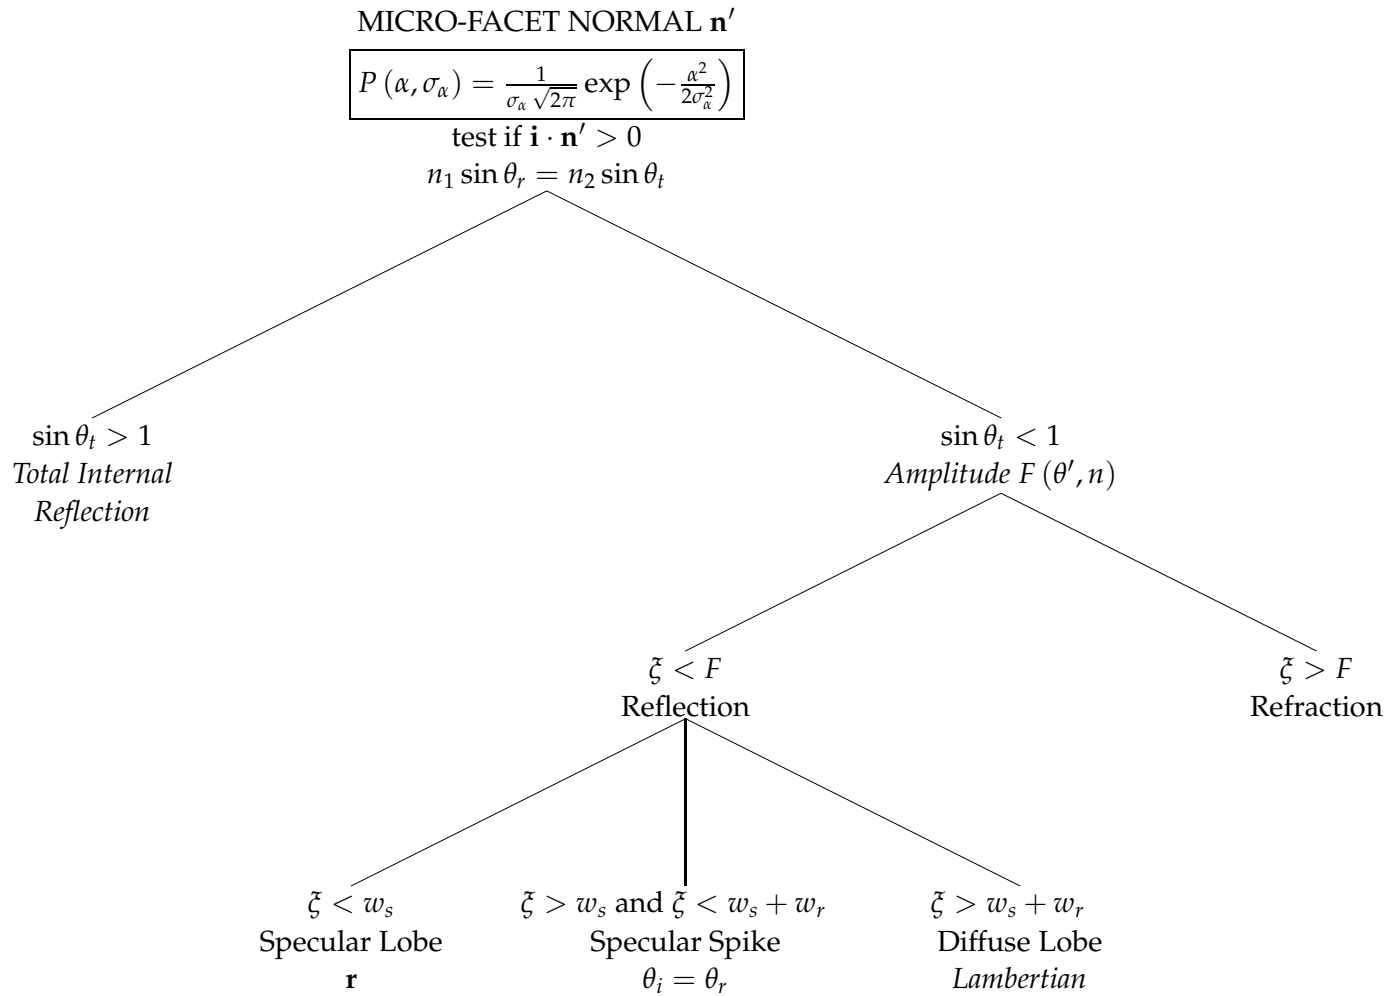 MICRO-FACET NORMAL n′
P (α, σ_α) = \frac{1}{σ_α √2π} exp (−\frac{α²}{2σ_α²})
test if i · n′ > 0
n₁ sin θ_r = n₂ sin θ_t
sin θ_t > 1
Total Internal
Reflection
sin θ_t < 1
Amplitude F (θ′, n)
ξ < F
Reflection
ξ > F
Refraction
ξ < w_s
Specular Lobe
r
ξ > w_s and ξ < w_s + w_r
Specular Spike
θ_i = θ_r
ξ > w_s + w_r
Diffuse Lobe
Lambertian